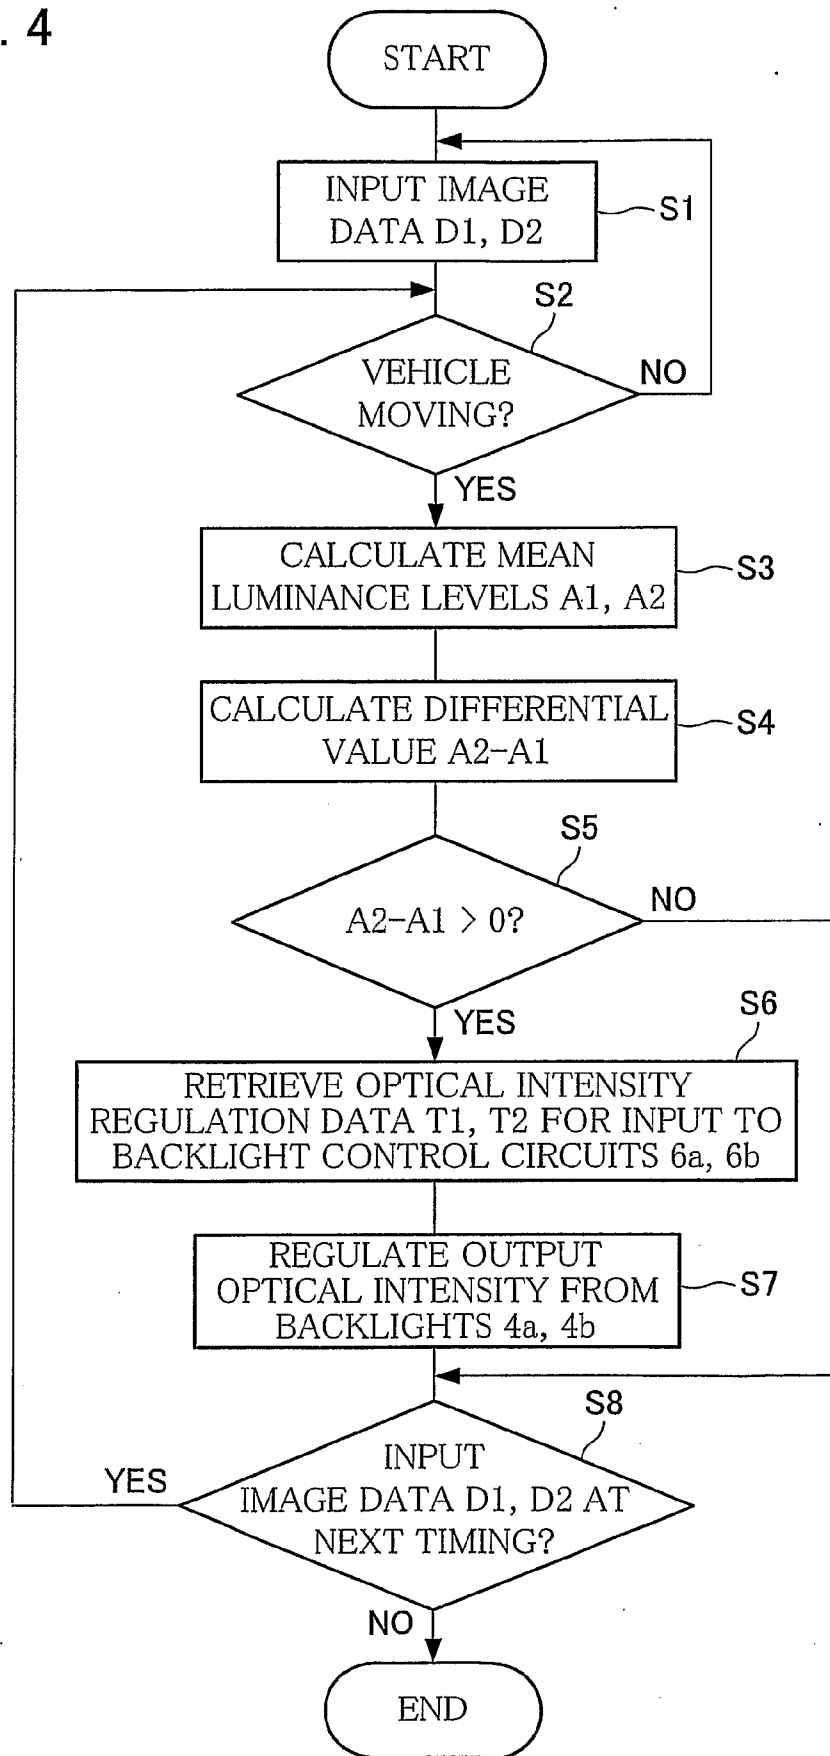 . 4
START
INPUT IMAGE
DATA D1, D2
S1
S2
VEHICLE
MOVING?
NO
YES
CALCULATE MEAN
LUMINANCE LEVELS A1, A2
S3
CALCULATE DIFFERENTIAL
VALUE A2-A1
S4
S5
A2-A1 > 0?
NO
YES
S6
RETRIEVE OPTICAL INTENSITY
REGULATION DATA T1, T2 FOR INPUT TO
BACKLIGHT CONTROL CIRCUITS 6a, 6b
REGULATE OUTPUT
OPTICAL INTENSITY FROM
BACKLIGHTS 4a, 4b
S7
S8
INPUT
IMAGE DATA D1, D2 AT
NEXT TIMING?
YES
NO
END